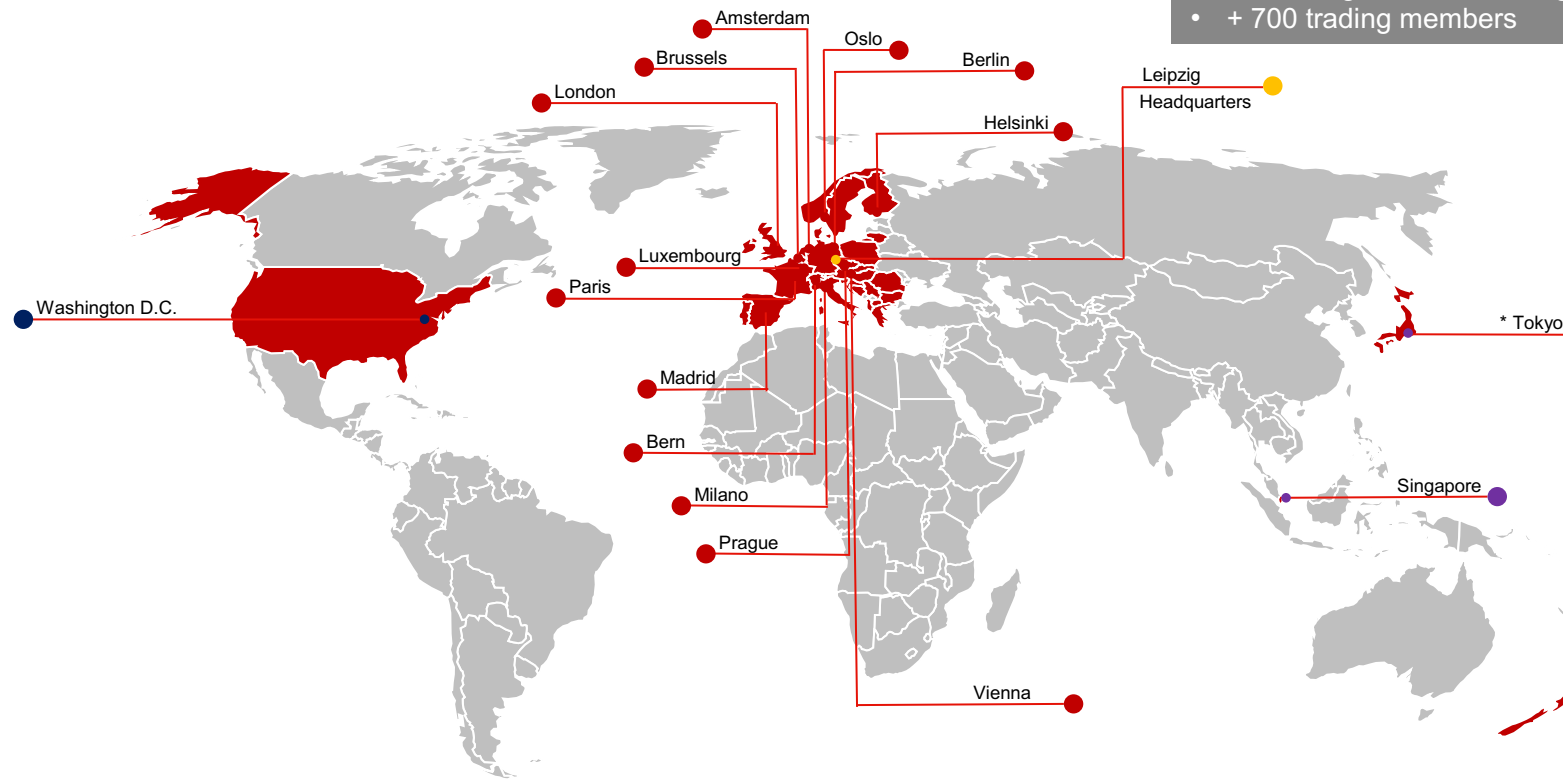 • + 700 trading members
Amsterdam
Oslo
Brussels
Berlin
Leipzig
Headquarters
London
Helsinki
Luxembourg
Paris
Washington D.C.
* Tokyo
Madrid
Bern
Singapore
Milano
Prague
Vienna